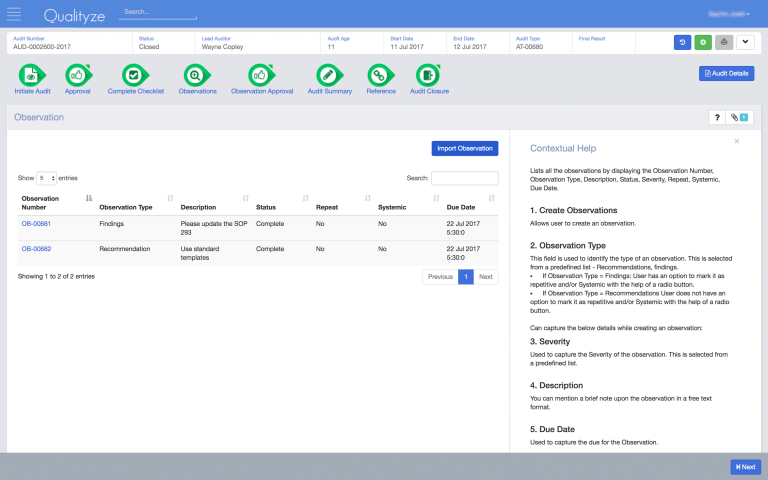 Qualityze
Search...
Audit Number
AUD-0002600-2017
Status
Closed
Lead Auditor
Wayne Copley
Audit Age
11
Start Date
11 Jul 2017
End Date
12 Jul 2017
Audit Type
AT-00680
Final Result
Initiate Audit
Approval
Complete Checklist
Observations
Observation Approval
Audit Summary
Reference
Audit Closure
Audit Details
Observation
?
1
Import Observation
Show 5 entries
Search:
Observation Number
Observation Type
Description
Status
Repeat
Systemic
Due Date
OB-00681 Findings Please update the SOP 293 Complete No No 22 Jul 2017 5:30:0
OB-00682 Recommendation Use standard templates Complete No No 22 Jul 2017 5:30:0
Showing 1 to 2 of 2 entries
Previous 1 Next
Contextual Help
×
Lists all the observations by displaying the Observation Number,
Observation Type, Description, Status, Severity, Repeat, Systemic,
Due Date.
1. Create Observations
Allows user to create an observation.
2. Observation Type
This field is used to identify the type of an observation. This is selected
from a predefined list - Recommendations, findings.
• If Observation Type = Findings: User has an option to mark it as
repetitive and/or Systemic with the help of a radio button.
• If Observation Type = Recommendations User does not have an
option to mark it as repetitive and/or Systemic with the help of a radio
button.
Can capture the below details while creating an observation:
3. Severity
Used to capture the Severity of the observation. This is selected from
a predefined list.
4. Description
You can mention a brief note upon the observation in a free text
format.
5. Due Date
Used to capture the due for the Observation.
Next